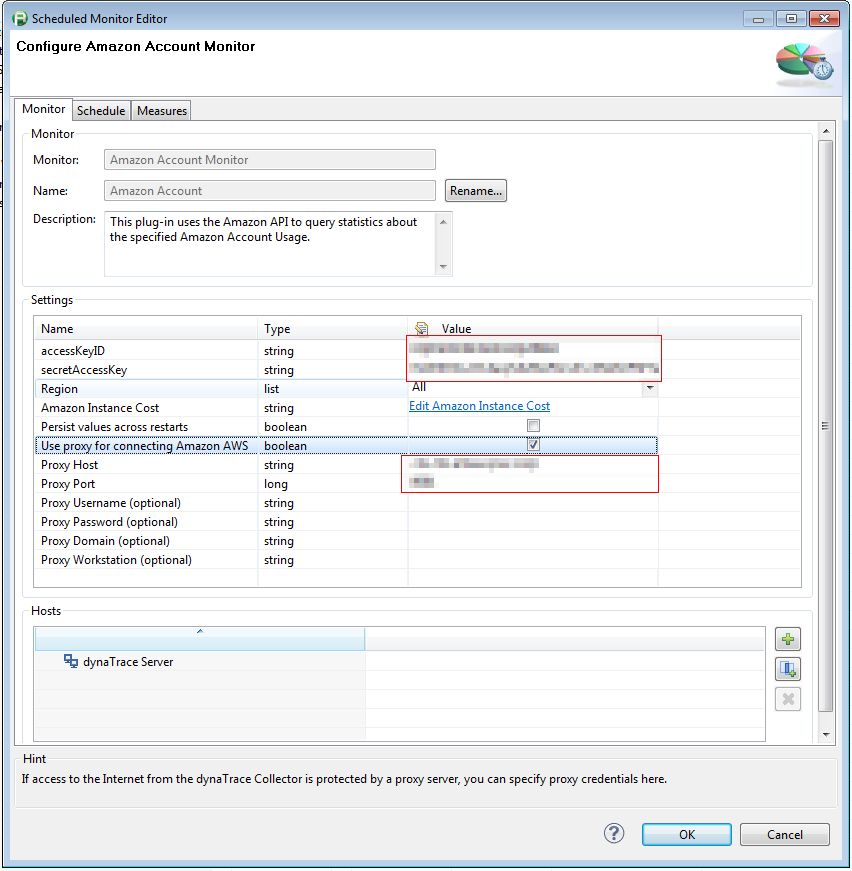 Scheduled Monitor Editor
Configure Amazon Account Monitor
Monitor Schedule Measures
Monitor
Monitor: Amazon Account Monitor
Name: Amazon Account Rename...
Description: This plug-in uses the Amazon API to query statistics about
the specified Amazon Account Usage.
Settings
Name Type Value
accessKeyID string
secretAccessKey string
Region list All
Amazon Instance Cost string Edit Amazon Instance Cost
Persist values across restarts boolean
Use proxy for connecting Amazon AWS boolean
Proxy Host string
Proxy Port long
Proxy Username (optional) string
Proxy Password (optional) string
Proxy Domain (optional) string
Proxy Workstation (optional) string
Hosts
dynaTrace Server
Hint
If access to the Internet from the dynaTrace Collector is protected by a proxy server, you can specify proxy credentials here.
? OK Cancel